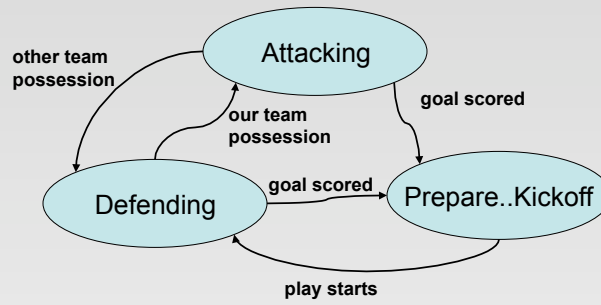 Attacking
other team
possession
goal scored
our team
possession
goal scored
Defending
Prepare..Kickoff
play starts